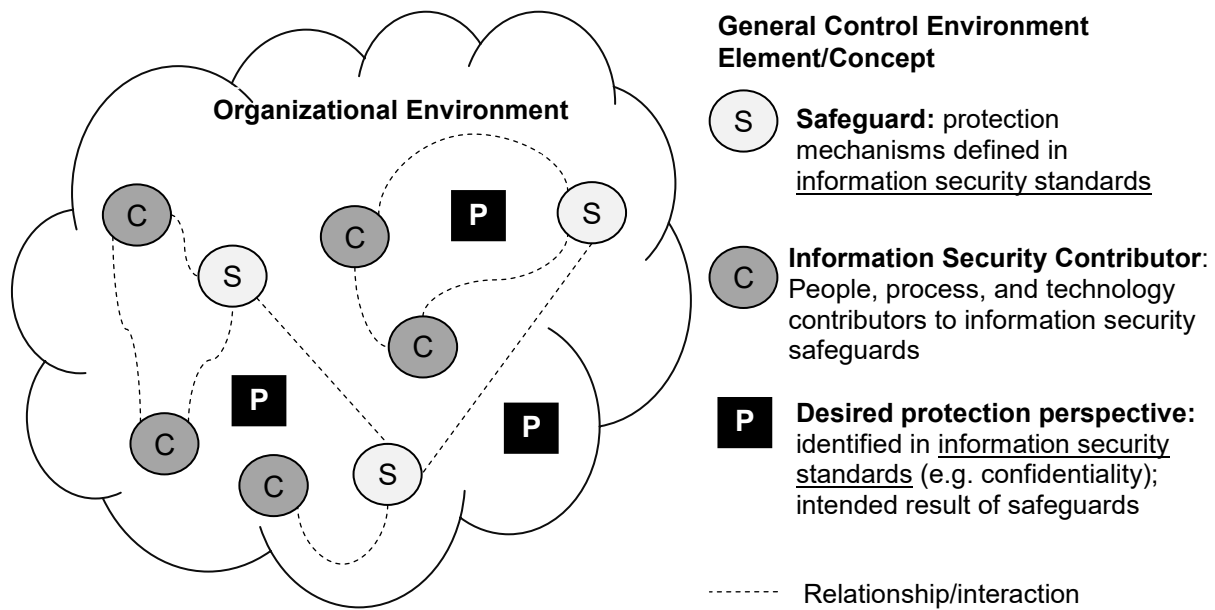 Organizational Environment
C
S
C
C
P
S
C
P
C
S
P
General Control Environment
Element/Concept
S
Safeguard: protection
mechanisms defined in
information security standards
C
Information Security Contributor:
People, process, and technology
contributors to information security
safeguards
P
Desired protection perspective:
identified in information security
standards (e.g. confidentiality);
intended result of safeguards
Relationship/interaction